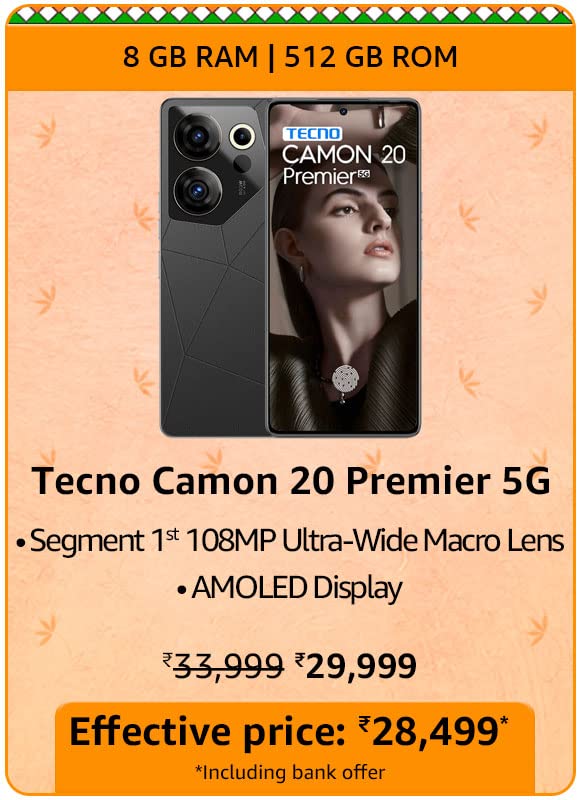 8 GB RAM | 512 GB ROM
TECNO
CAMON 20
Premier 5G
Tecno Camon 20 Premier 5G
• Segment 1st 108MP Ultra-Wide Macro Lens
• AMOLED Display
₹33,999 ₹29,999
Effective price: ₹28,499*
*Including bank offer